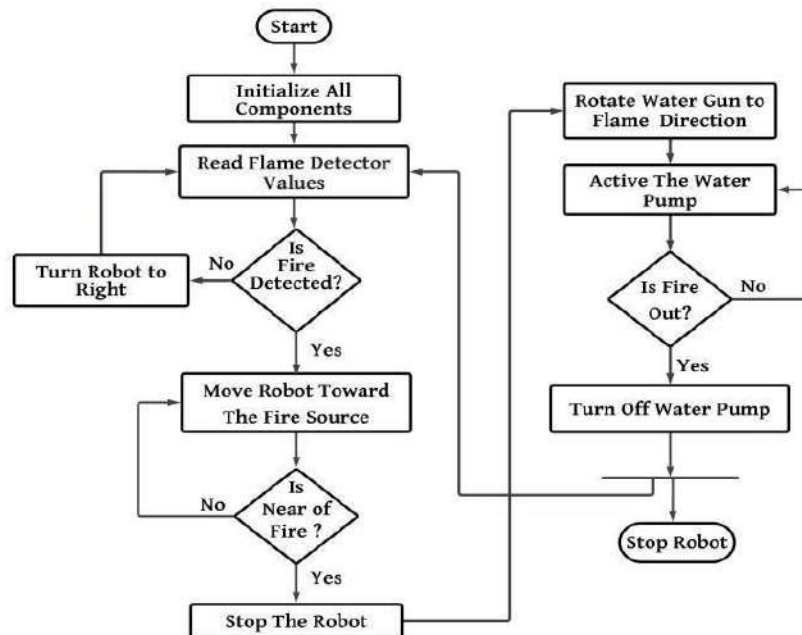 Start
Initialize All
Components
Read Flame Detector
Values
Is
Fire
Detected?
No
Turn Robot to
Right
Yes
Move Robot Toward
The Fire Source
Is
Near of
Fire ?
No
Yes
Stop The Robot
Rotate Water Gun to
Flame Direction
Active The Water
Pump
Is Fire
Out?
No
Yes
Turn Off Water Pump
Stop Robot